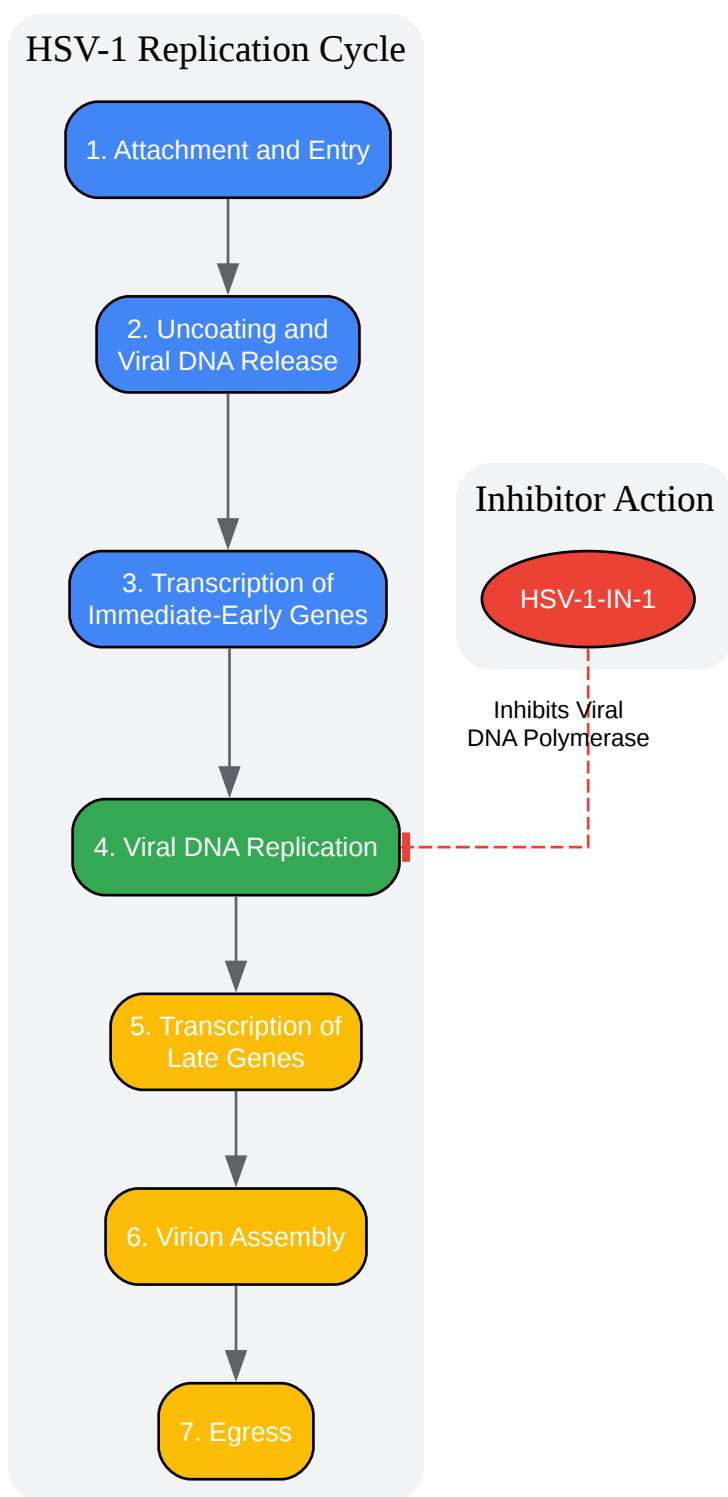 HSV-1 Replication Cycle
1. Attachment and Entry
2. Uncoating and
Viral DNA Release
3. Transcription of
Immediate-Early Genes
4. Viral DNA Replication
5. Transcription of
Late Genes
6. Virion Assembly
7. Egress
Inhibitor Action
HSV-1-IN-1
Inhibits Viral
DNA Polymerase